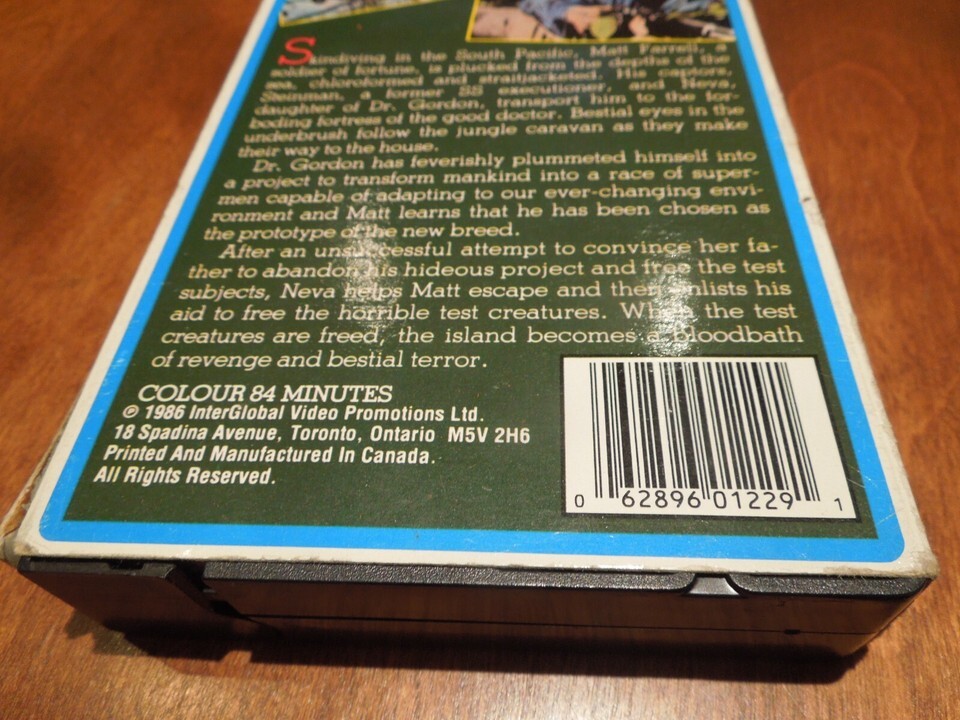 Skindiving in the South Pacific, Matt Farrell, a
soldier of fortune, is plucked from the depths of the
sea, chloroformed and straitjacketed. His captors,
Steinman, a former SS executioner, and Neva,
daughter of Dr. Gordon, transport him to the for-
boding fortress of the good doctor. Bestial eyes in the
underbrush follow the jungle caravan as they make
their way to the house.
Dr. Gordon has feverishly plummeted himself into
a project to transform mankind into a race of super-
men capable of adapting to our ever-changing envi-
ronment and Matt learns that he has been chosen as
the prototype of the new breed.
After an unsuccessful attempt to convince her fa-
ther to abandon his hideous project and free the test
subjects, Neva helps Matt escape and then enlists his
aid to free the horrible test creatures. When the test
creatures are freed, the island becomes a bloodbath
of revenge and bestial terror.
COLOUR 84 MINUTES
© 1986 InterGlobal Video Promotions Ltd.
18 Spadina Avenue, Toronto, Ontario M5V 2H6
Printed And Manufactured In Canada.
All Rights Reserved.
0 62896 01229 1